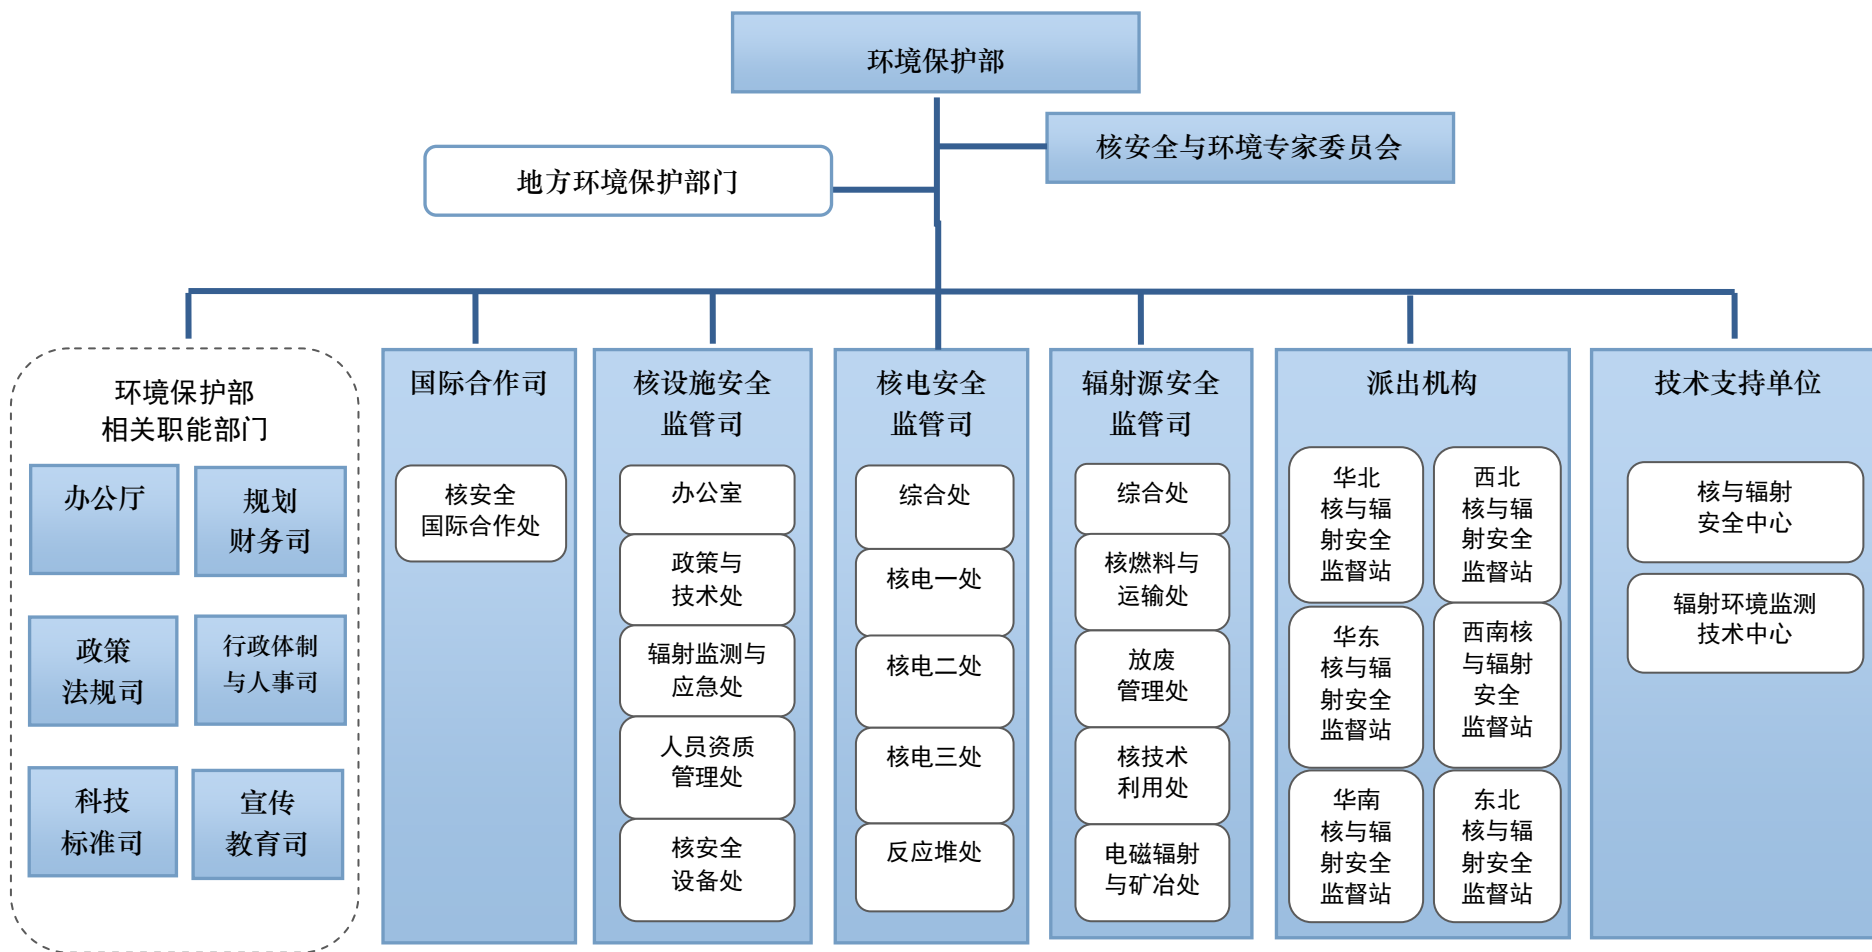 环境保护部
核安全与环境专家委员会
地方环境保护部门
环境保护部
相关职能部门
办公厅
规划
财务司
政策
法规司
行政体制
与人事司
科技
标准司
宣传
教育司
国际合作司
核安全
国际合作处
核设施安全
监管司
办公室
政策与
技术处
辐射监测与
应急处
人员资质
管理处
核安全
设备处
核电安全
监管司
综合处
核电一处
核电二处
核电三处
反应堆处
辐射源安全
监管司
综合处
核燃料与
运输处
放废
管理处
核技术
利用处
电磁辐射
与矿冶处
派出机构
华北
核与辐
射安全
监督站
西北
核与辐
射安全
监督站
华东
核与辐
射安全
监督站
西南核
与辐射
安全
监督站
华南
核与辐
射安全
监督站
东北
核与辐
射安全
监督站
技术支持单位
核与辐射
安全中心
辐射环境监测
技术中心